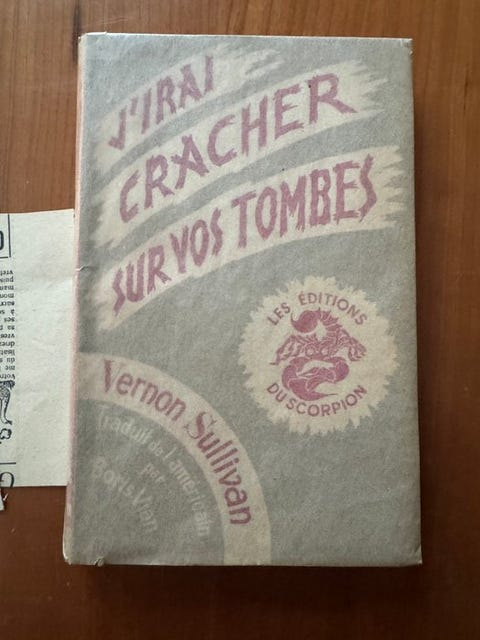 J'IRAI
CRACHER
SUR VOS TOMBES
LES ÉDITIONS
DU SCORPION
Vernon Sullivan
traduit de l'américain
par
Boris Vian